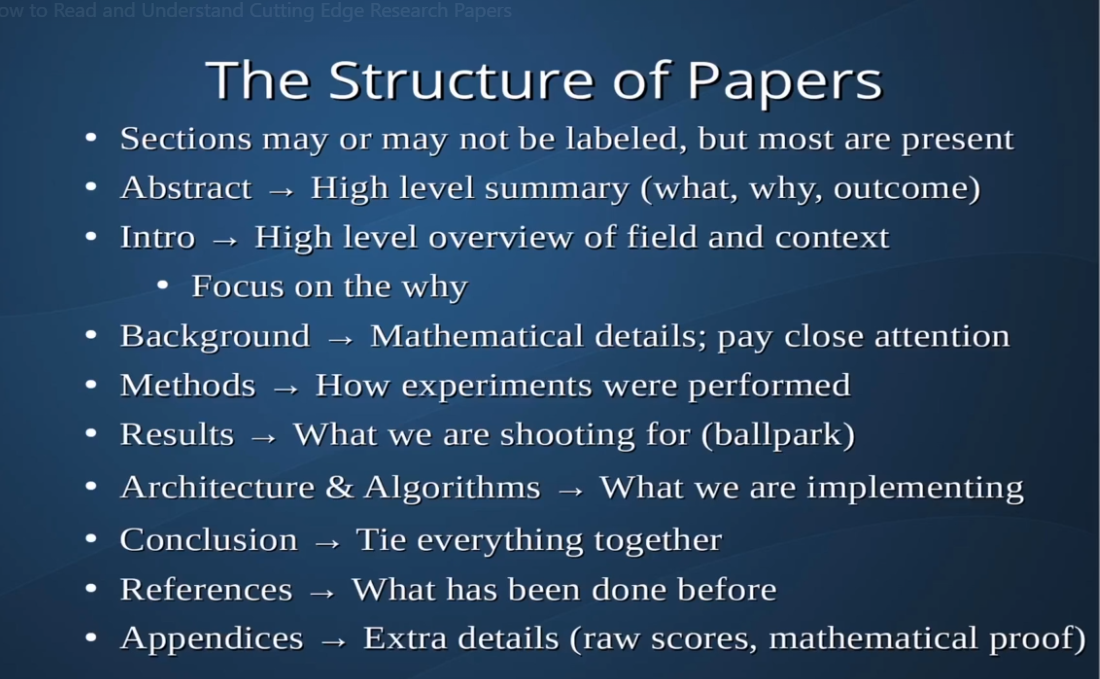 ow to Read and Understand Cutting Edge Research Papers
The Structure of Papers
• Sections may or may not be labeled, but most are present
• Abstract → High level summary (what, why, outcome)
• Intro → High level overview of field and context
• Focus on the why
• Background → Mathematical details; pay close attention
• Methods → How experiments were performed
• Results → What we are shooting for (ballpark)
• Architecture & Algorithms → What we are implementing
• Conclusion → Tie everything together
• References → What has been done before
• Appendices → Extra details (raw scores, mathematical proof)